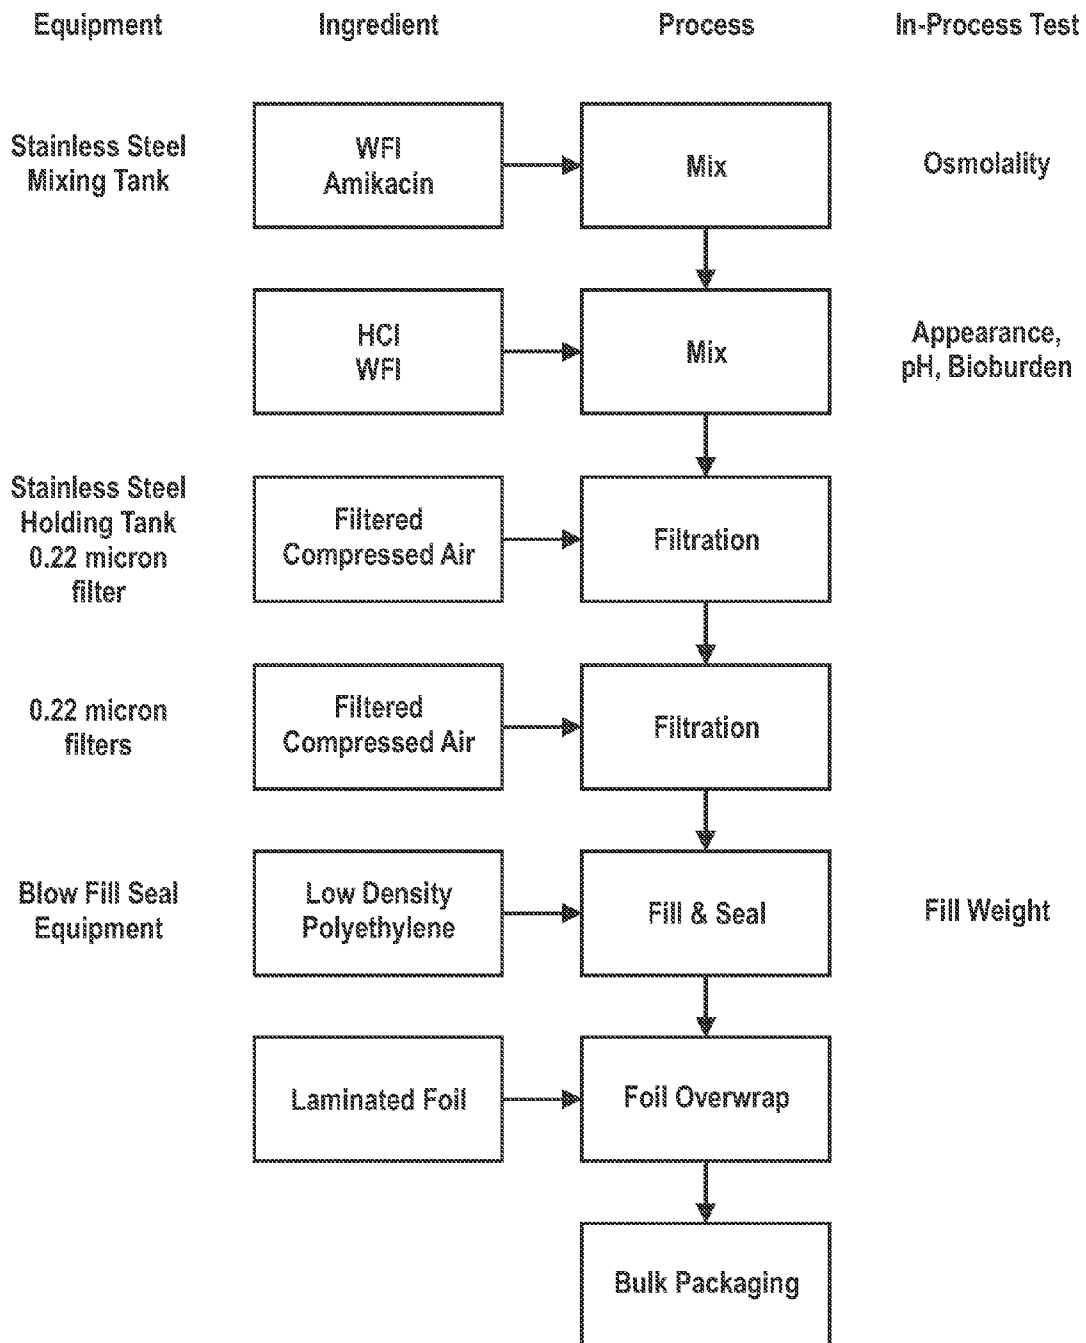 Equipment
Ingredient
Process
In-Process Test
Stainless Steel
Mixing Tank
WFI
Amikacin
Mix
Osmolality
HCl
WFI
Mix
Appearance,
pH, Bioburden
Stainless Steel
Holding Tank
0.22 micron
filter
Filtered
Compressed Air
Filtration
0.22 micron
filters
Filtered
Compressed Air
Filtration
Blow Fill Seal
Equipment
Low Density
Polyethylene
Fill & Seal
Fill Weight
Laminated Foil
Foil Overwrap
Bulk Packaging